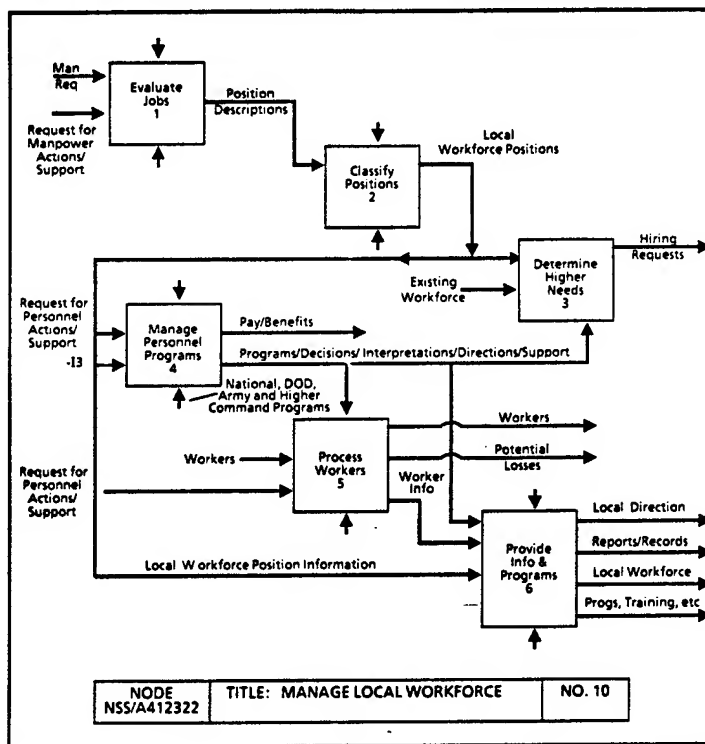 Man
Req
Request for
Manpower
Actions/
Support
Evaluate
Jobs
1
Position
Descriptions
Classify
Positions
2
Local
Workforce Positions
Existing
Workforce
Determine
Higher
Needs
3
Hiring
Requests
Request for
Personnel
Actions/
Support
-I3
Manage
Personnel
Programs
4
Pay/Benefits
Programs/Decisions/ Interpretations/Directions/Support
National, DOD,
Army and Higher
Command Programs
Workers
Process
Workers
5
Workers
Potential
Losses
Worker
Info
Request for
Personnel
Actions/
Support
Local Workforce Position Information
Provide
Info &
Programs
6
Local Direction
Reports/Records
Local Workforce
Progs, Training, etc
NODE
NSS/A412322
TITLE: MANAGE LOCAL WORKFORCE
NO. 10